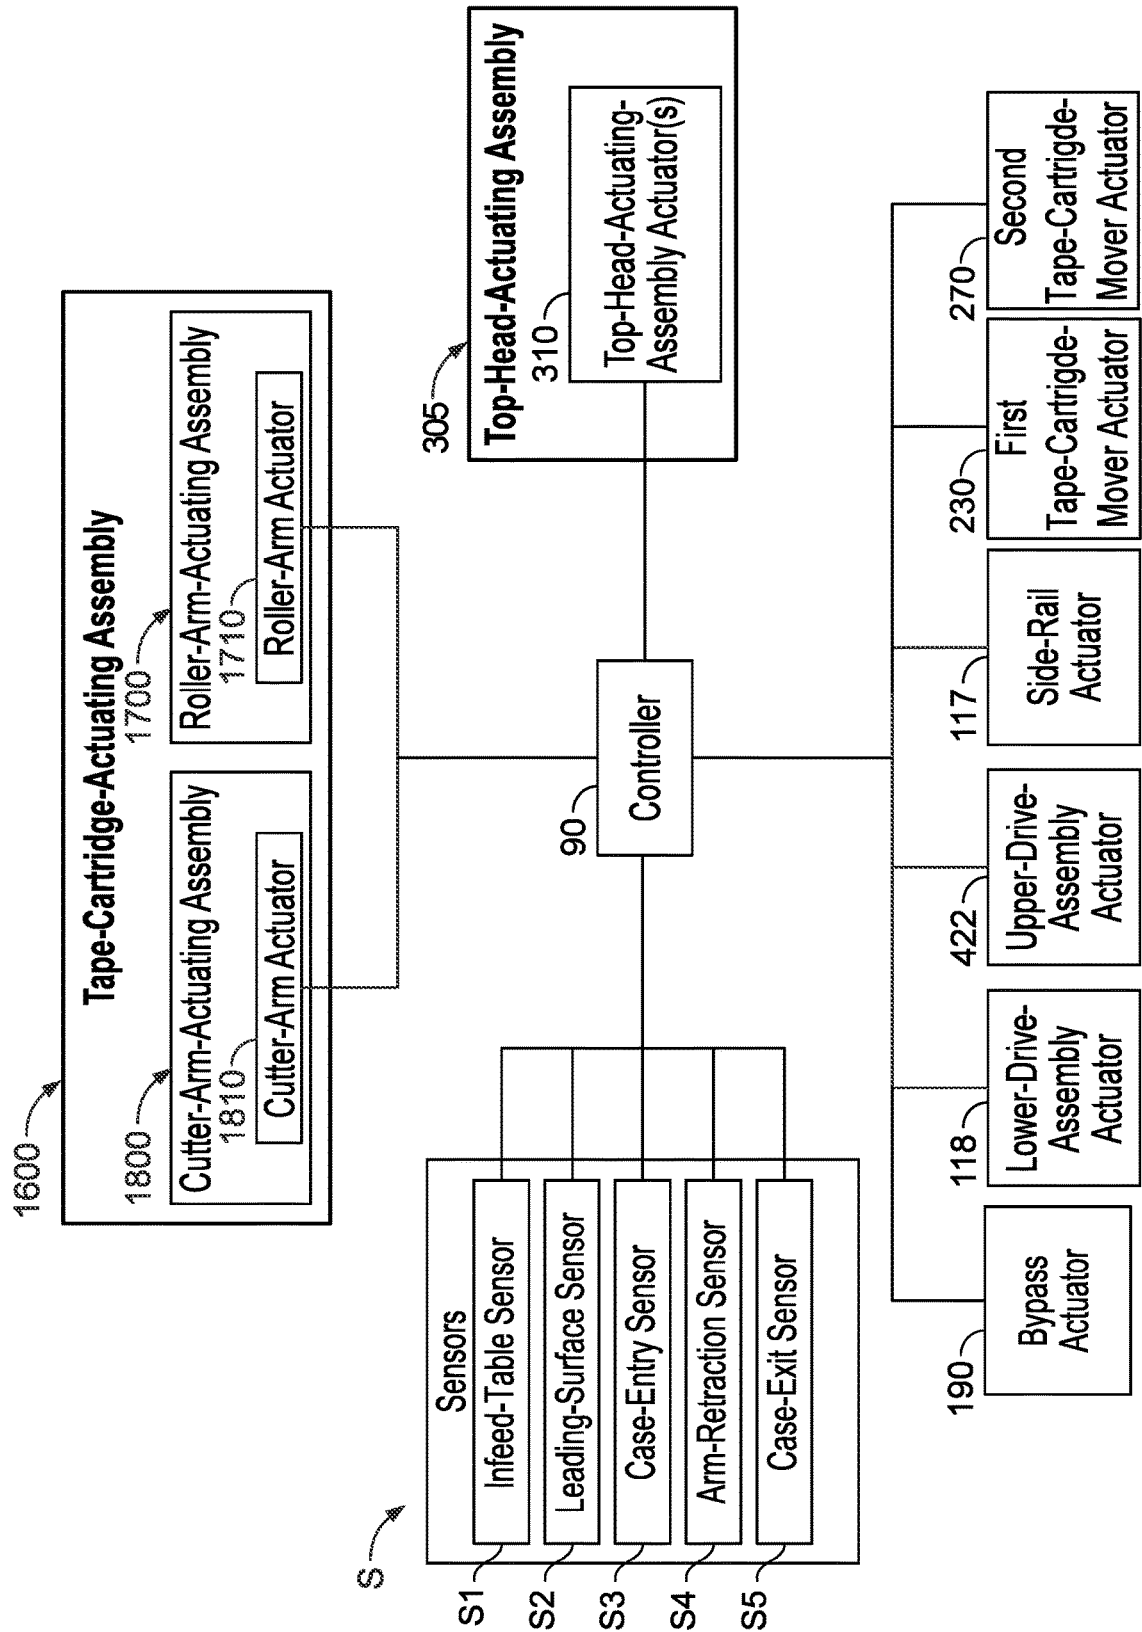 1600
Tape-Cartridge-Actuating Assembly
1800
Cutter-Arm-Actuating Assembly
1810
Cutter-Arm Actuator
1700
Roller-Arm-Actuating Assembly
1710
Roller-Arm Actuator
S
Sensors
S1
Infeed-Table Sensor
S2
Leading-Surface Sensor
S3
Case-Entry Sensor
S4
Arm-Retraction Sensor
S5
Case-Exit Sensor
90
Controller
305
Top-Head-Actuating Assembly
310
Top-Head-Actuating-
Assembly Actuator(s)
190
Bypass
Actuator
118
Lower-Drive-
Assembly
Actuator
422
Upper-Drive-
Assembly
Actuator
117
Side-Rail
Actuator
230
First
Tape-Cartrigde-
Mover Actuator
270
Second
Tape-Cartrigde-
Mover Actuator